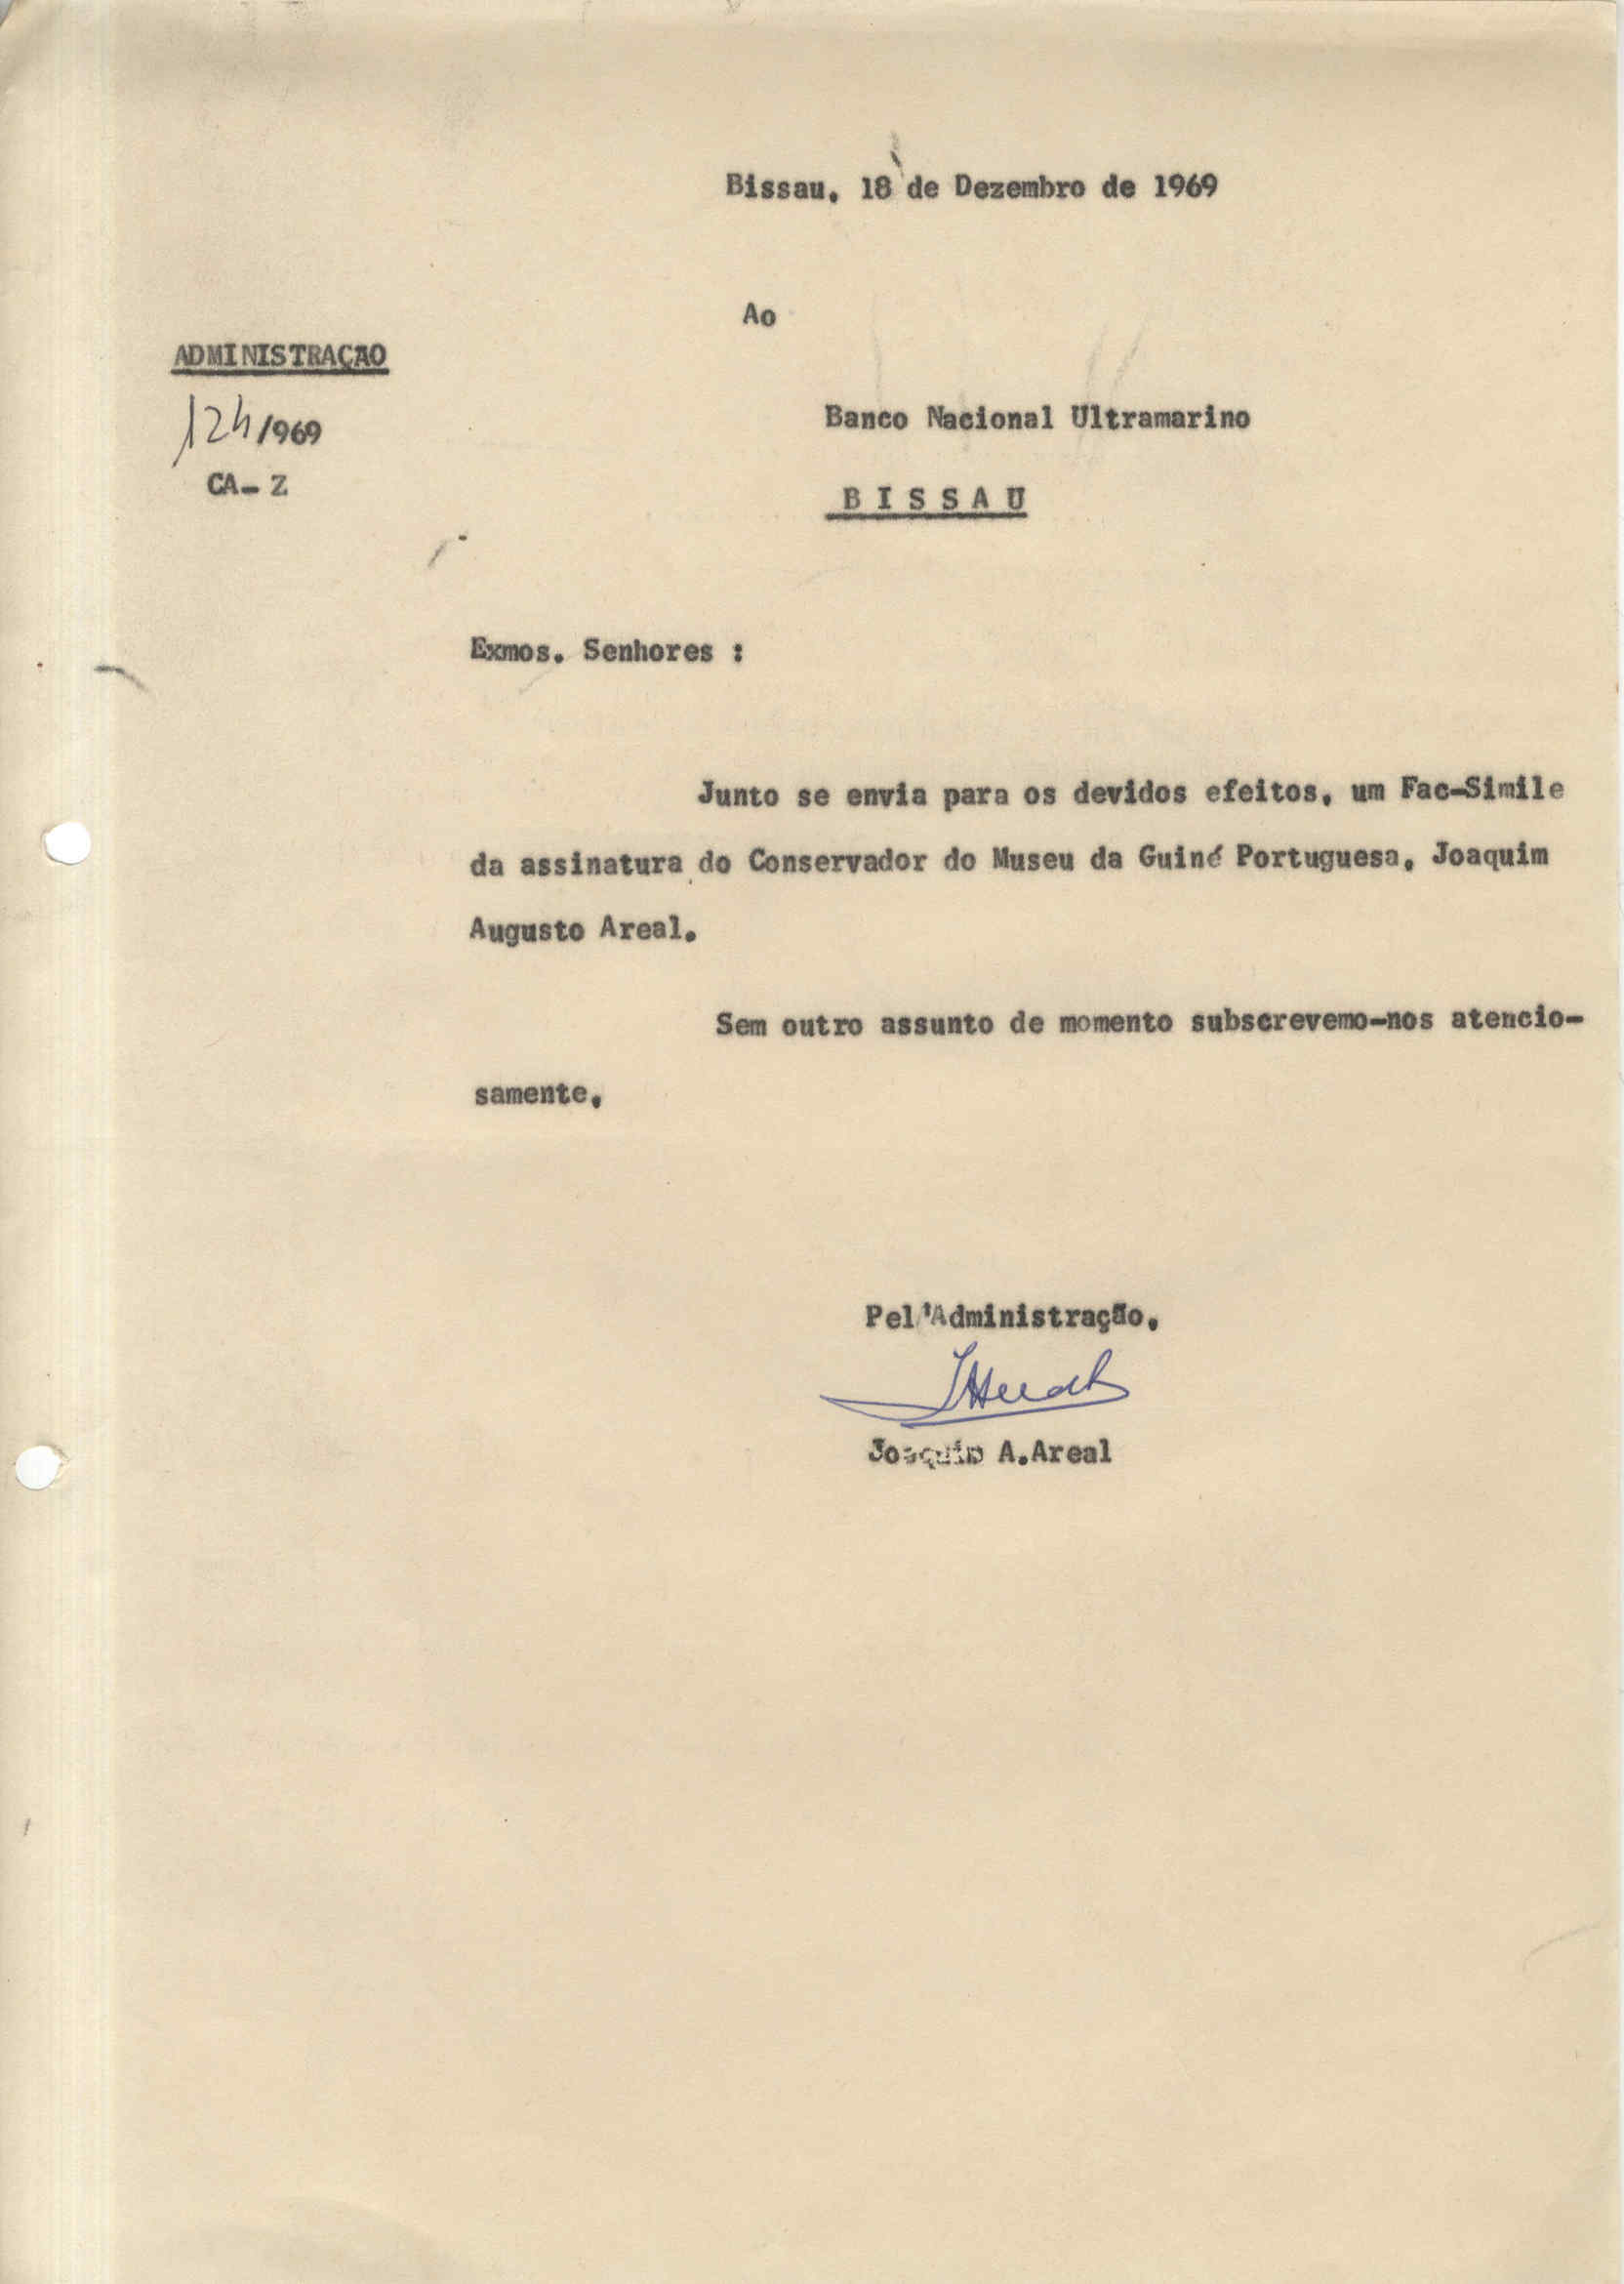 Bissau, 18 de Dezembro de 1969
Ao
ADMINISTRAÇAO
124/969
CA- Z
Banco Nacional Ultramarino
B I S S A U
Exmos. Senhores :
Junto se envia para os devidos efeitos, um Fac-Simile
da assinatura do Conservador do Museu da Guiné Portuguesa, Joaquim
Augusto Areal.
Sem outro assunto de momento subscrevemo-nos atencio-
samente,
Pel'Administração,
Joaquim A.Areal